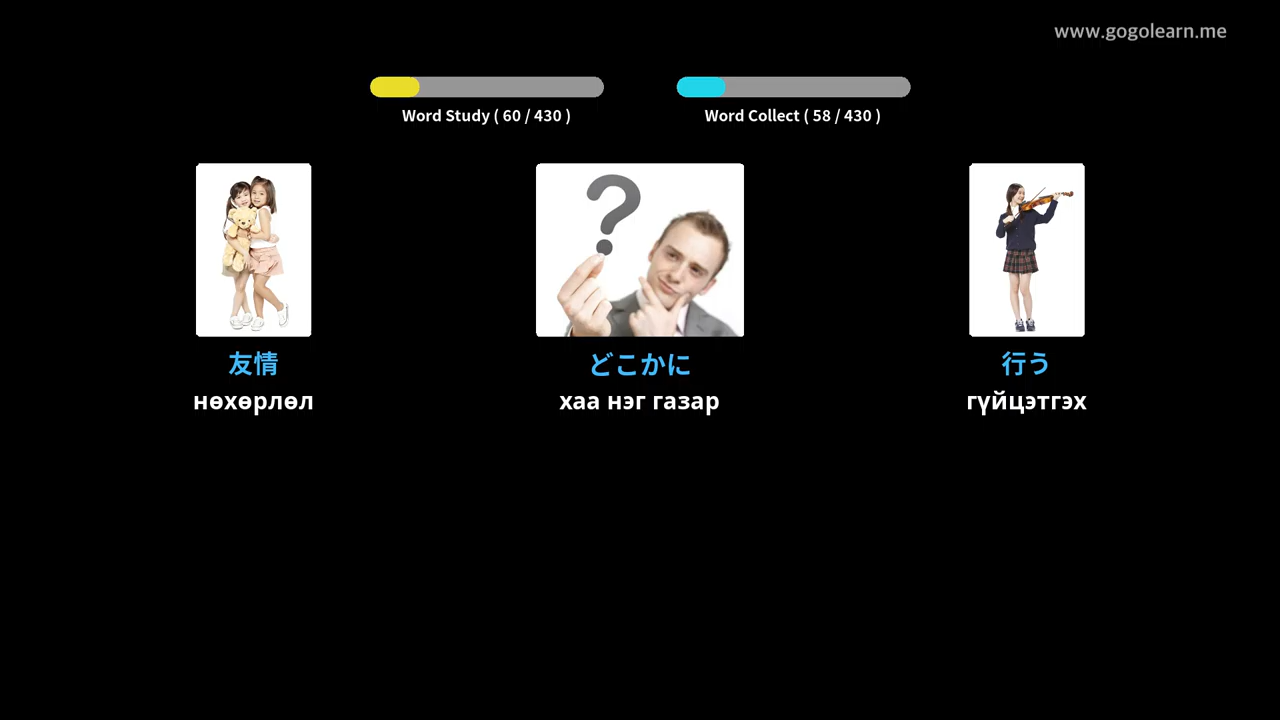 www.gogolearn.me
Word Study ( 60 / 430 )
Word Collect ( 58 / 430 )
友情
どこかに
行う
нөхөрлөл
хаа нэг газар
гүйцэтгэх